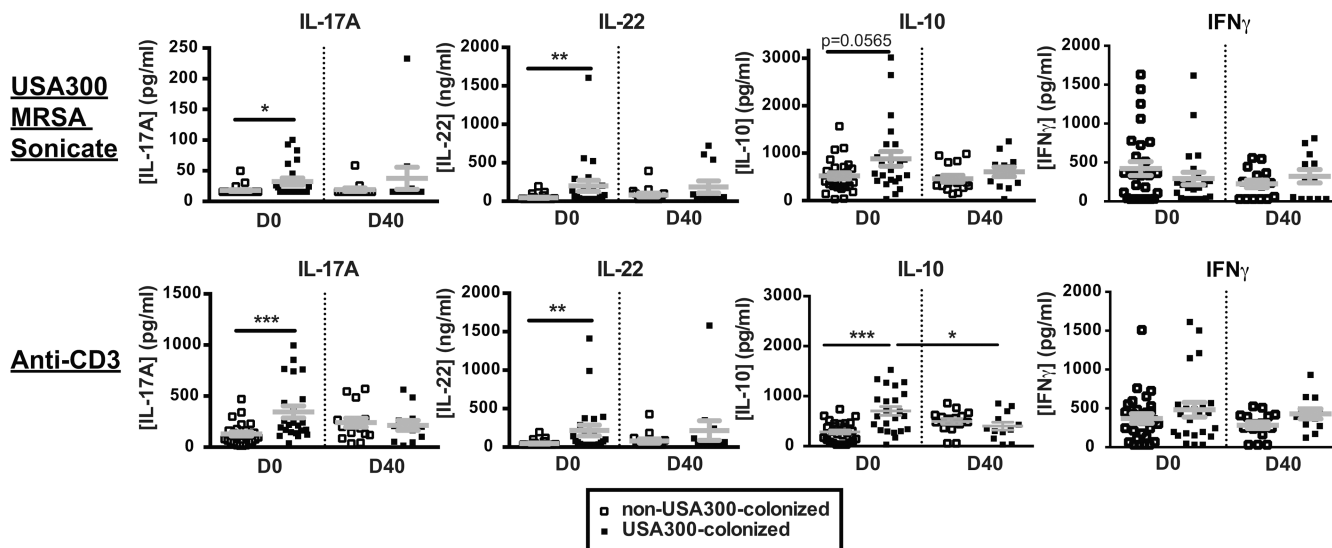 IL-17A IL-22 IL-10 IFNγ
USA300
MRSA
Sonicate
[IL-17A] (pg/ml)
250
200
150
100
50
0
*
D0 D40
[IL-22] (ng/ml)
2000
1500
1000
500
0
**
D0 D40
[IL-10] (pg/ml)
3000
2000
1000
0
p=0.0565
D0 D40
[IFNγ] (pg/ml)
2000
1500
1000
500
0
D0 D40
IL-17A IL-22 IL-10 IFNγ
Anti-CD3
[IL-17A] (pg/ml)
1500
1000
500
0
***
D0 D40
[IL-22] (ng/ml)
2000
1500
1000
500
0
**
D0 D40
[IL-10] (pg/ml)
3000
2000
1000
0
*** *
D0 D40
[IFNγ] (pg/ml)
2000
1500
1000
500
0
D0 D40
non-USA300-colonized
USA300-colonized